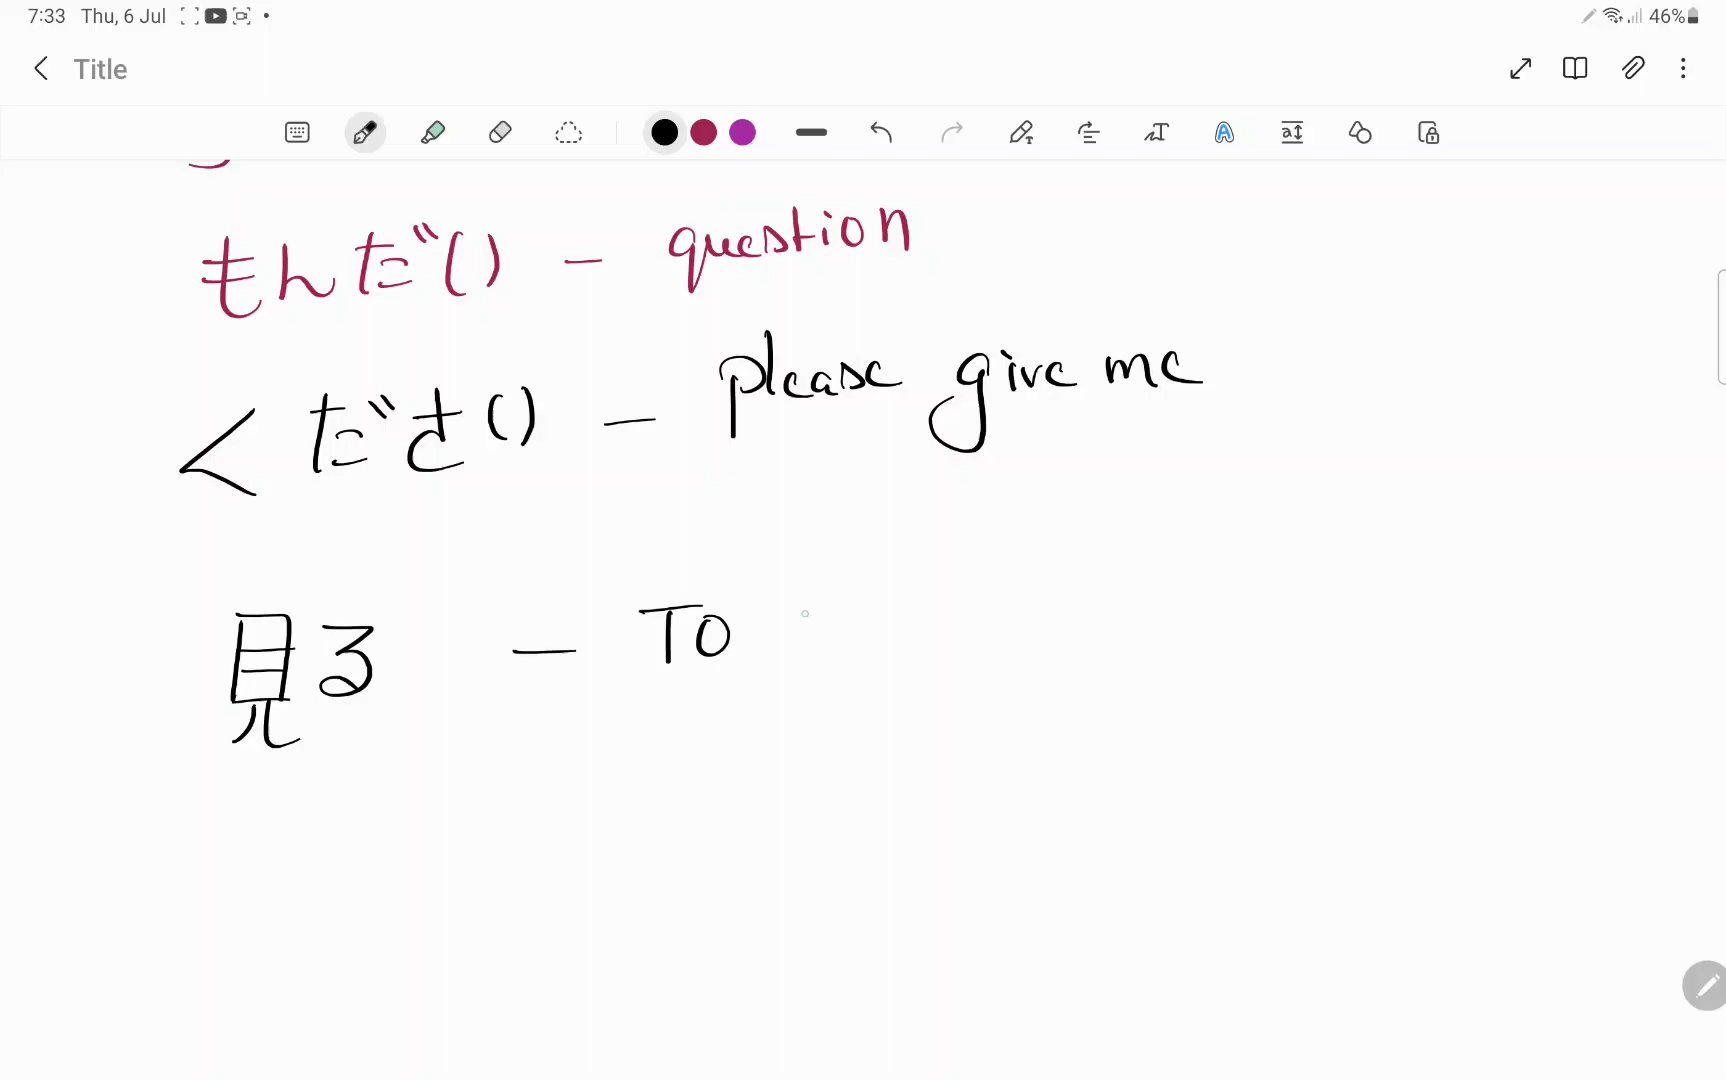 7:33 Thu, 6 Jul 46%
Title
もんだい - question
ください - please give me
見る - To